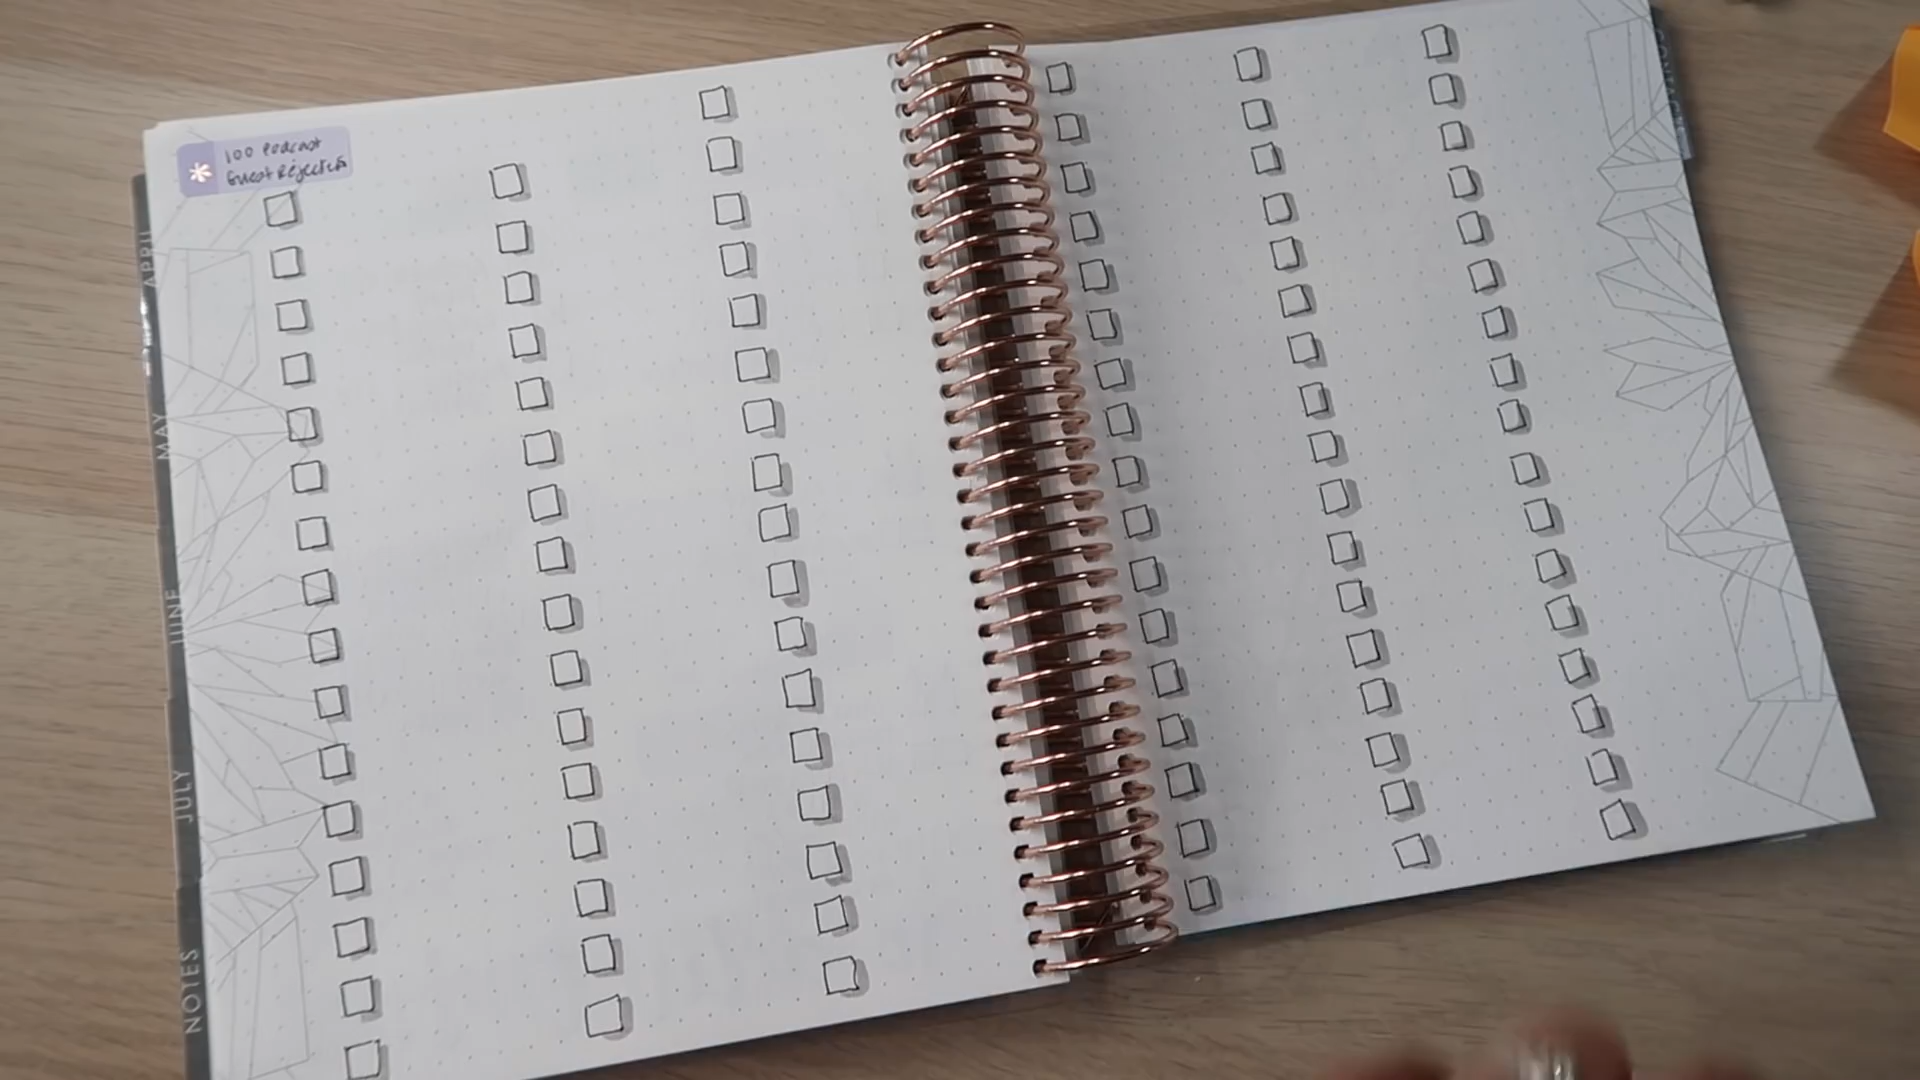 100 Podcast
Guest Rejection
APRIL
MAY
JUNE
JULY
NOTES